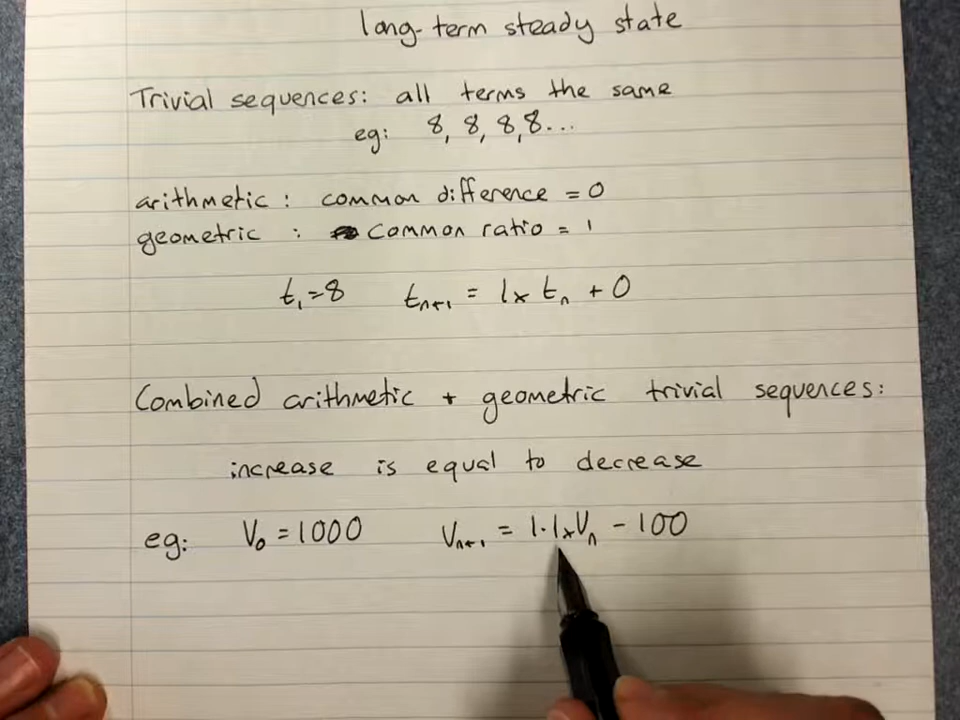 long-term steady state
Trivial sequences: all terms the same
eg: 8, 8, 8, 8...
arithmetic: common difference = 0
geometric: common ratio = 1
t₁=8 tₙ₊₁ = 1× tₙ + 0
Combined arithmetic + geometric trivial sequences:
increase is equal to decrease
eg: V₀ = 1000 Vₙ₊₁ = 1·1×Vₙ - 100